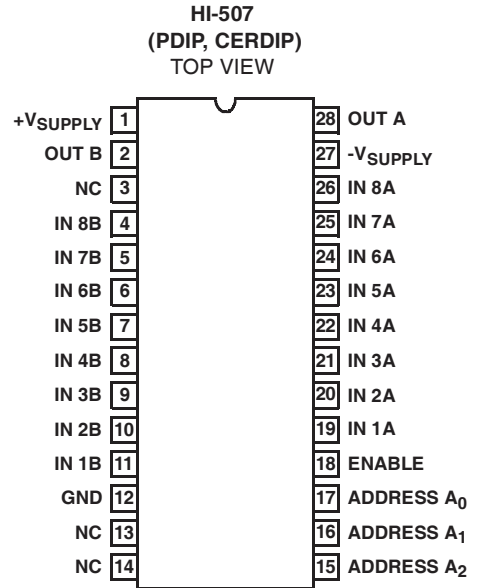 HI-507
(PDIP, CERDIP)
TOP VIEW
+VSUPPLY 1 28 OUT A
OUT B 2 27 -VSUPPLY
NC 3 26 IN 8A
IN 8B 4 25 IN 7A
IN 7B 5 24 IN 6A
IN 6B 6 23 IN 5A
IN 5B 7 22 IN 4A
IN 4B 8 21 IN 3A
IN 3B 9 20 IN 2A
IN 2B 10 19 IN 1A
IN 1B 11 18 ENABLE
GND 12 17 ADDRESS A0
NC 13 16 ADDRESS A1
NC 14 15 ADDRESS A2